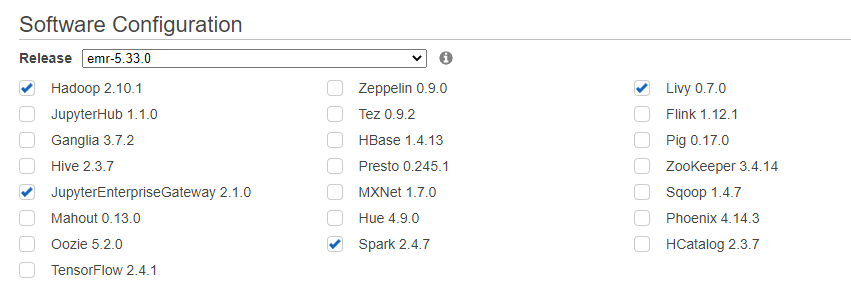 Software Configuration
Release emr-5.33.0
Hadoop 2.10.1 Zeppelin 0.9.0 Livy 0.7.0
JupyterHub 1.1.0 Tez 0.9.2 Flink 1.12.1
Ganglia 3.7.2 HBase 1.4.13 Pig 0.17.0
Hive 2.3.7 Presto 0.245.1 ZooKeeper 3.4.14
JupyterEnterpriseGateway 2.1.0 MXNet 1.7.0 Sqoop 1.4.7
Mahout 0.13.0 Hue 4.9.0 Phoenix 4.14.3
Oozie 5.2.0 Spark 2.4.7 HCatalog 2.3.7
TensorFlow 2.4.1